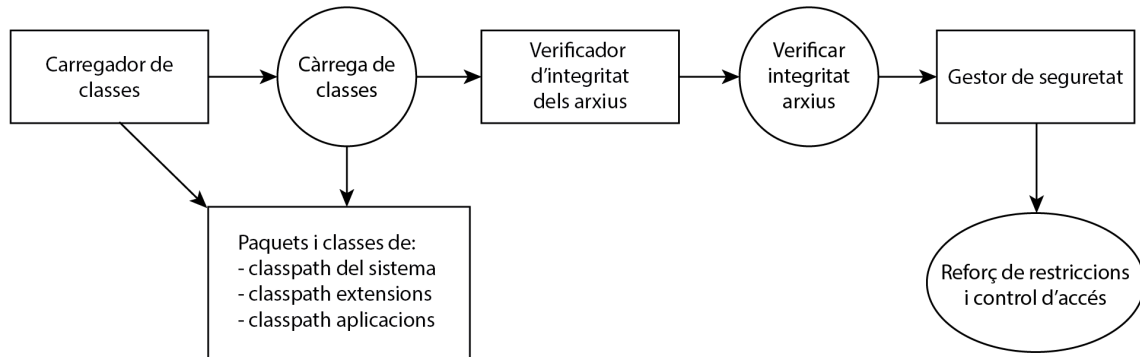 Carregador de
classes
Càrrega de
classes
Verificador
d’integritat
dels arxius
Verificar
integritat
arxius
Gestor de seguretat
Paquets i classes de:
- classpath del sistema
- classpath extensions
- classpath aplicacions
Reforç de restriccions
i control d’accés